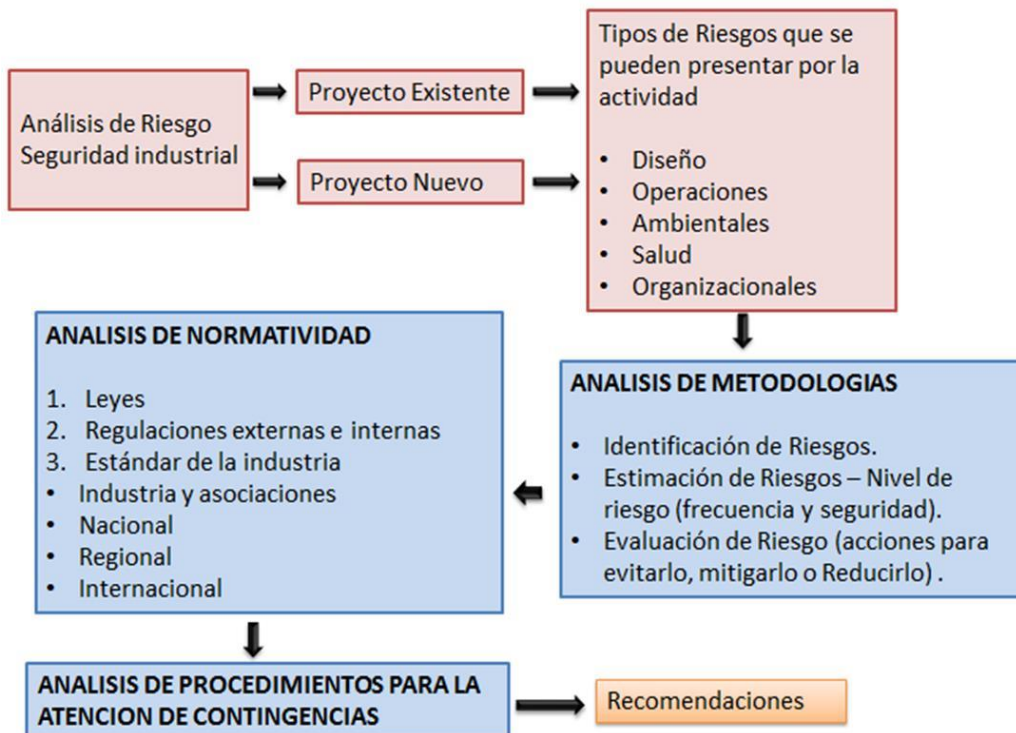 Análisis de Riesgo
Seguridad industrial
Proyecto Existente
Proyecto Nuevo
Tipos de Riesgos que se
pueden presentar por la
actividad
• Diseño
• Operaciones
• Ambientales
• Salud
• Organizacionales
ANALISIS DE METODOLOGIAS
• Identificación de Riesgos.
• Estimación de Riesgos – Nivel de
riesgo (frecuencia y seguridad).
• Evaluación de Riesgo (acciones para
evitarlo, mitigarlo o Reducirlo) .
ANALISIS DE NORMATIVIDAD
1. Leyes
2. Regulaciones externas e internas
3. Estándar de la industria
• Industria y asociaciones
• Nacional
• Regional
• Internacional
ANALISIS DE PROCEDIMIENTOS PARA LA
ATENCION DE CONTINGENCIAS
Recomendaciones